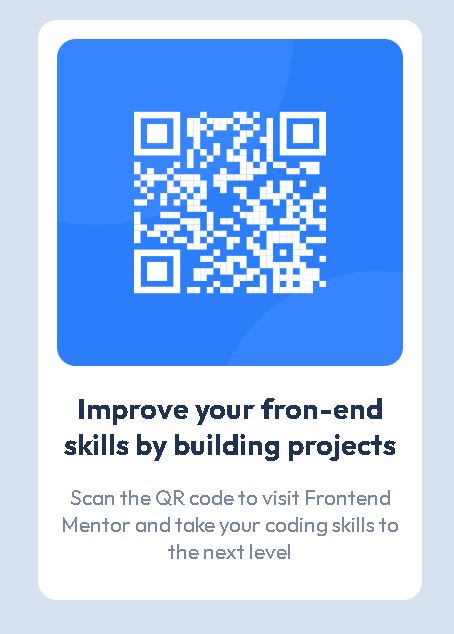 Improve your fron-end
skills by building projects
Scan the QR code to visit Frontend
Mentor and take your coding skills to
the next level